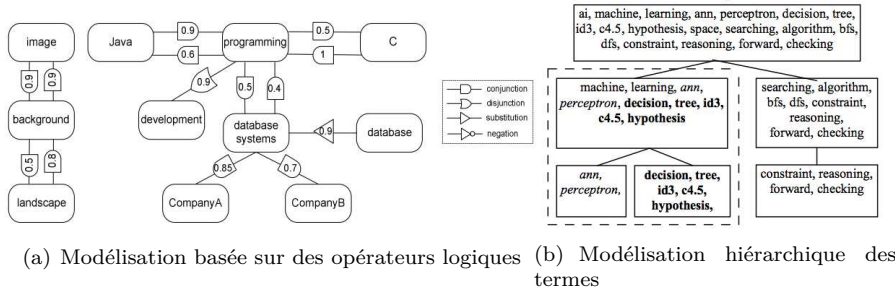 image
0.9
0.9
background
0.5
0.8
landscape
Java
0.9
0.6
programming
0.5
1
C
0.9
0.5
0.4
development
database
systems
0.9
database
0.85
0.7
CompanyA
CompanyB
conjunction
disjunction
substitution
negation
(a) Modélisation basée sur des opérateurs logiques
ai, machine, learning, ann, perceptron, decision, tree,
id3, c4.5, hypothesis, space, searching, algorithm, bfs,
dfs, constraint, reasoning, forward, checking
machine, learning, ann,
perceptron, decision, tree, id3,
c4.5, hypothesis
searching, algorithm,
bfs, dfs, constraint,
reasoning,
forward, checking
ann,
perceptron,
decision, tree,
id3, c4.5,
hypothesis,
constraint, reasoning,
forward, checking
(b) Modélisation hiérarchique des
termes